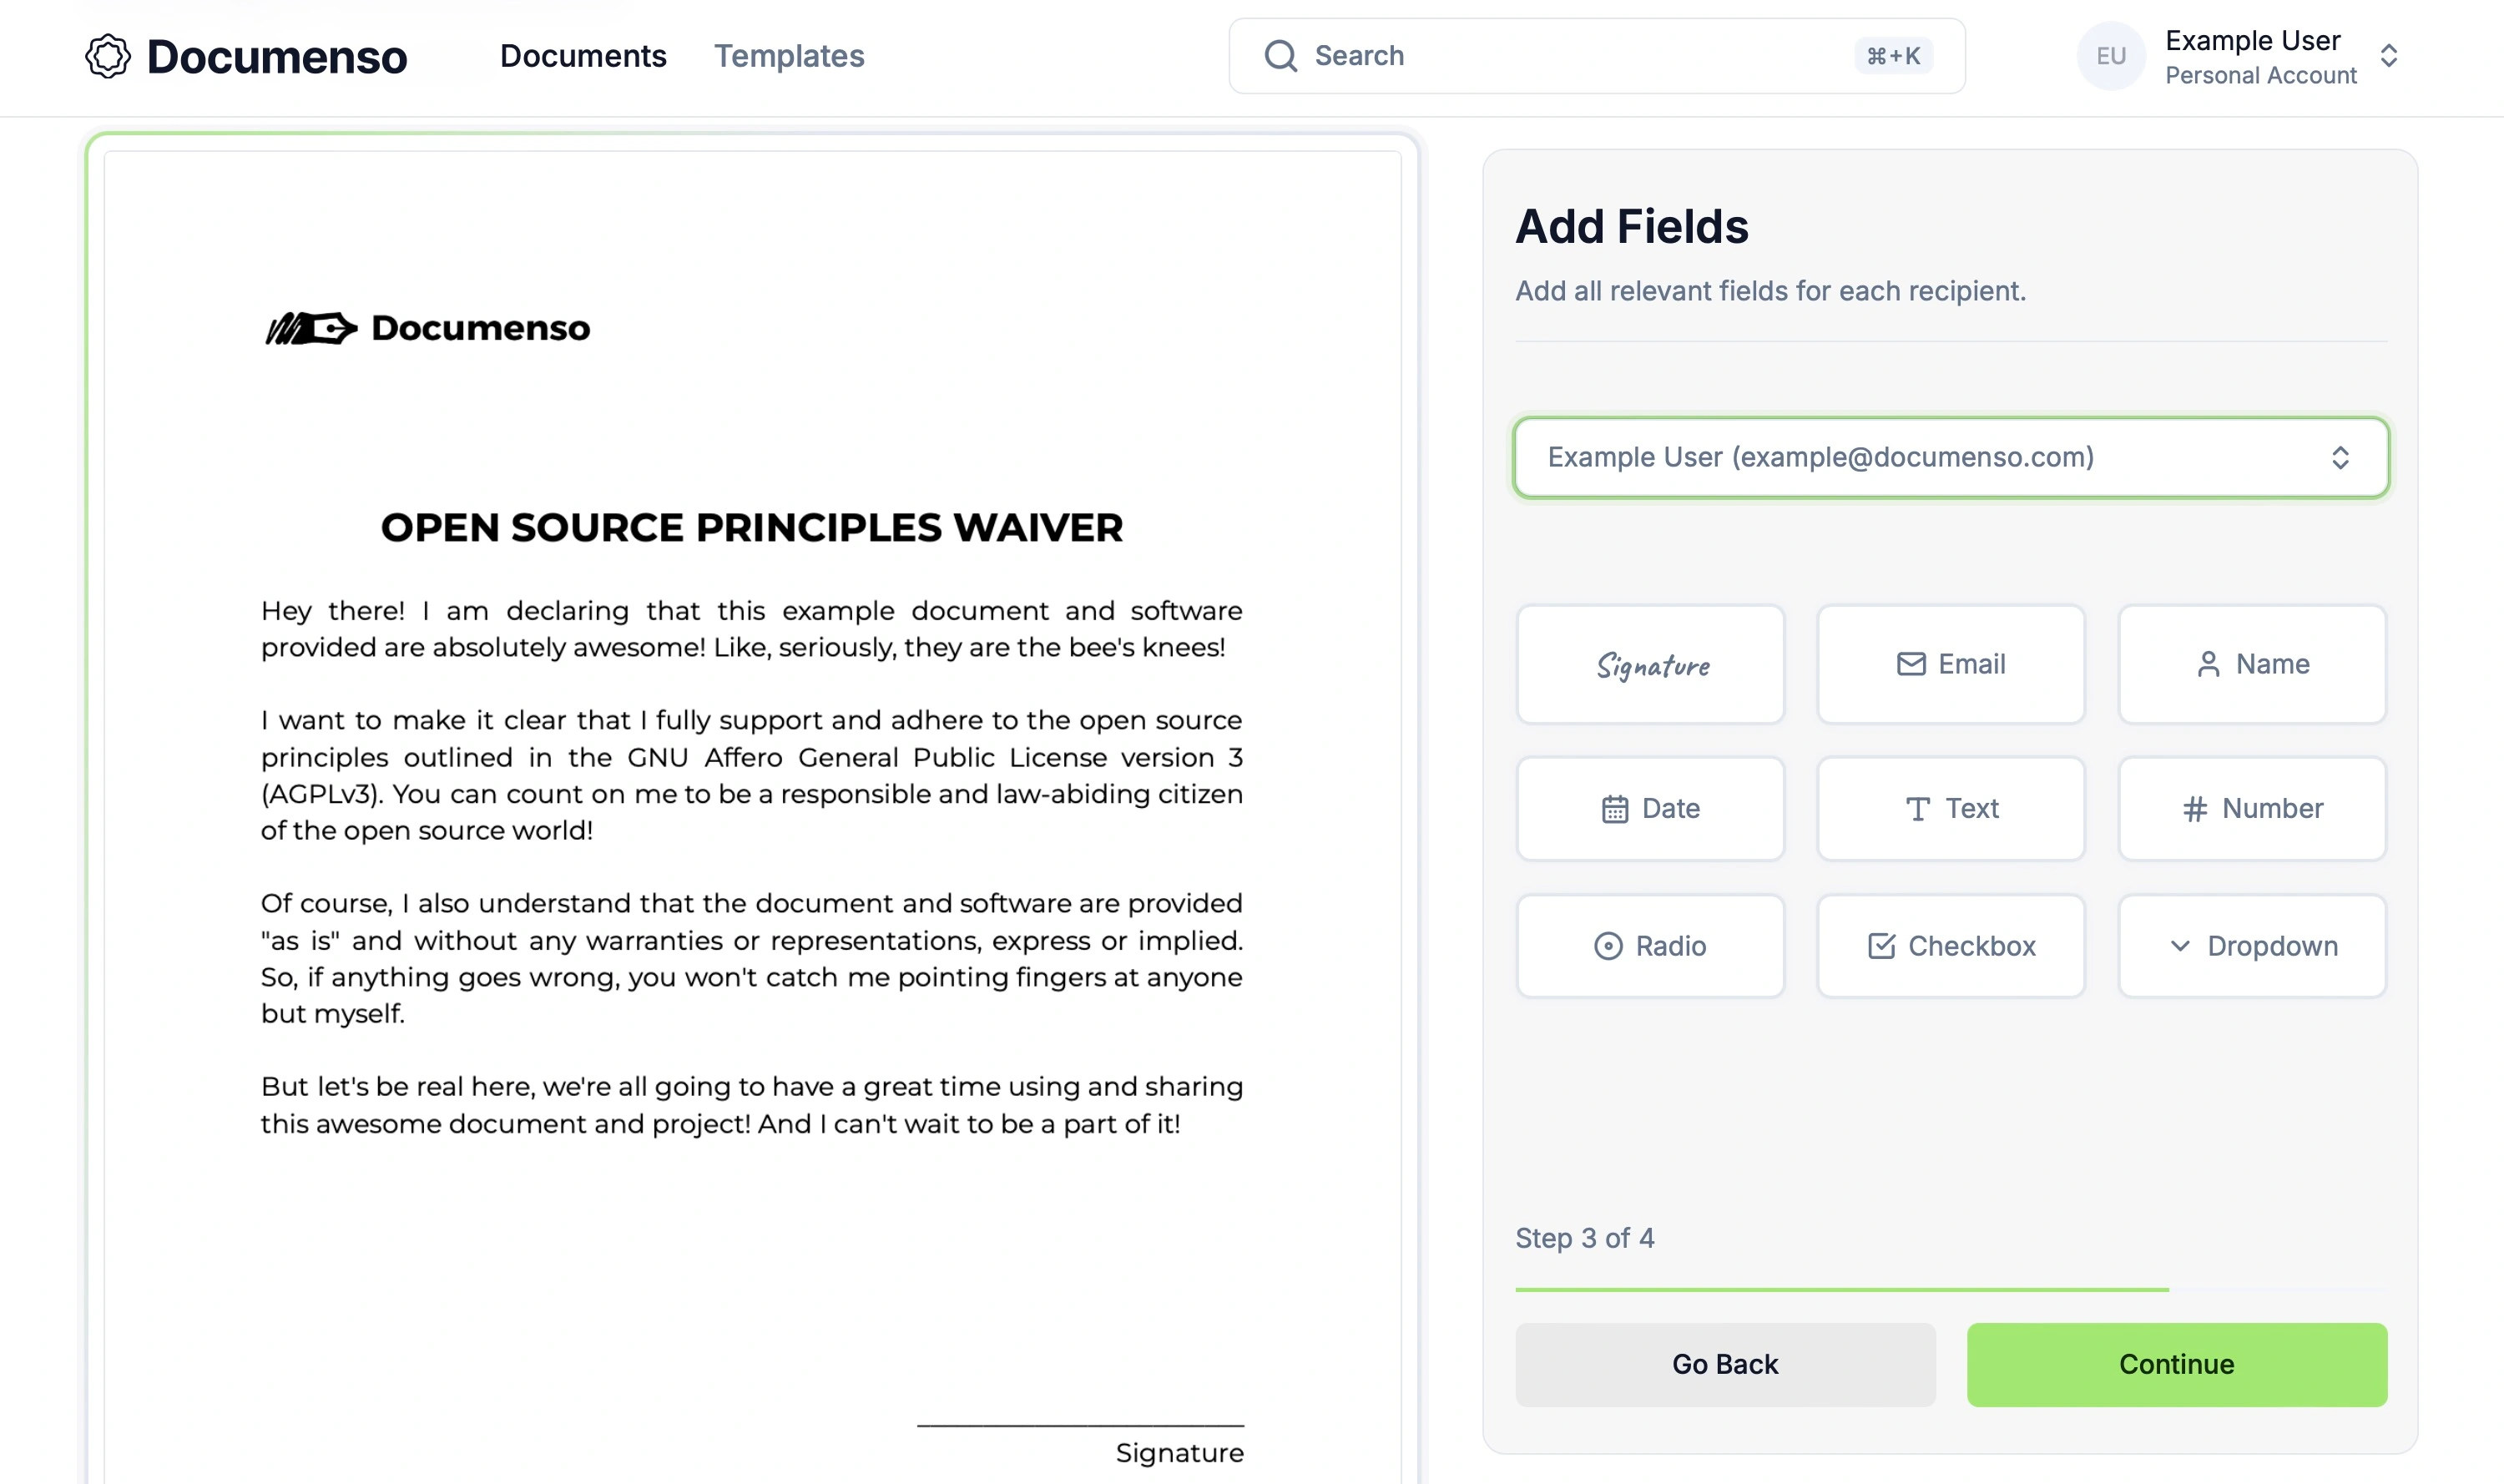 Documenso
Documents
Templates
Search
⌘+K
EU
Example User
Personal Account
Documenso
OPEN SOURCE PRINCIPLES WAIVER
Hey there! I am declaring that this example document and software
provided are absolutely awesome! Like, seriously, they are the bee's knees!
I want to make it clear that I fully support and adhere to the open source
principles outlined in the GNU Affero General Public License version 3
(AGPLv3). You can count on me to be a responsible and law-abiding citizen
of the open source world!
Of course, I also understand that the document and software are provided
"as is" and without any warranties or representations, express or implied.
So, if anything goes wrong, you won't catch me pointing fingers at anyone
but myself.
But let's be real here, we're all going to have a great time using and sharing
this awesome document and project! And I can't wait to be a part of it!
Signature
Add Fields
Add all relevant fields for each recipient.
Example User (example@documenso.com)
Signature
Email
Name
Date
Text
Number
Radio
Checkbox
Dropdown
Step 3 of 4
Go Back
Continue